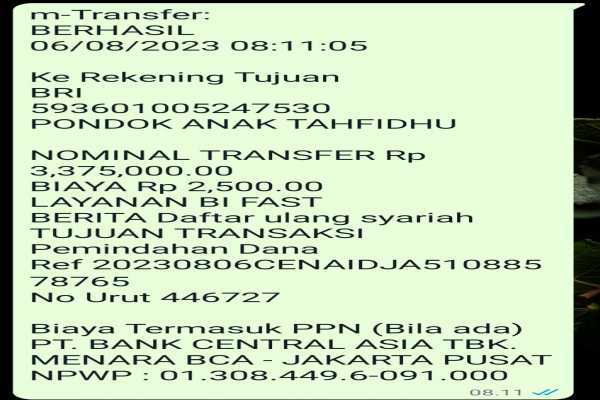 m-Transfer:
BERHASIL
06/08/2023 08:11:05
Ke Rekening Tujuan
BRI
593601005247530
PONDOK ANAK TAHFIDHU
NOMINAL TRANSFER Rp
3,375,000.00
BIAYA Rp 2,500.00
LAYANAN BI FAST
BERITA Daftar ulang syariah
TUJUAN TRANSAKSI
Pemindahan Dana
Ref 20230806CENAIDJA510885
78765
No Urut 446727
Biaya Termasuk PPN (Bila ada)
PT. BANK CENTRAL ASIA TBK.
MENARA BCA - JAKARTA PUSAT
NPWP : 01.308.449.6-091.000
08.11